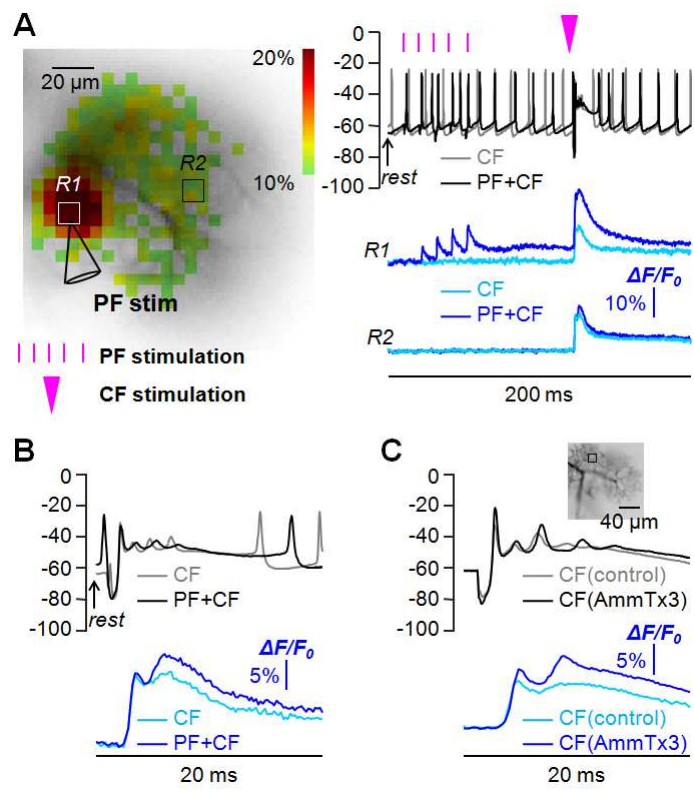 A
20 µm
20%
10%
R1
R2
PF stim
PF stimulation
CF stimulation
0
-20
-40
-60
-80
-100
rest
CF
PF+CF
R1
CF
PF+CF
ΔF/F0
10%
R2
200 ms
B
0
-20
-40
-60
-80
-100
rest
CF
PF+CF
ΔF/F0
5%
CF
PF+CF
20 ms
C
0
-20
-40
-60
-80
-100
40 µm
CF(control)
CF(AmmTx3)
ΔF/F0
5%
CF(control)
CF(AmmTx3)
20 ms